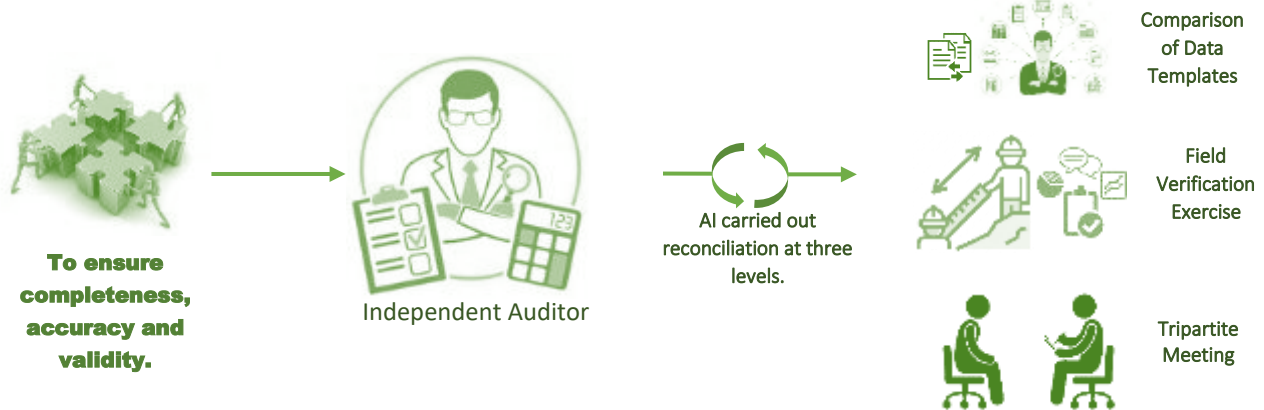 To ensure
completeness,
accuracy and
validity.
123
Independent Auditor
AI carried out
reconciliation at three
levels.
Comparison
of Data
Templates
Field
Verification
Exercise
Tripartite
Meeting